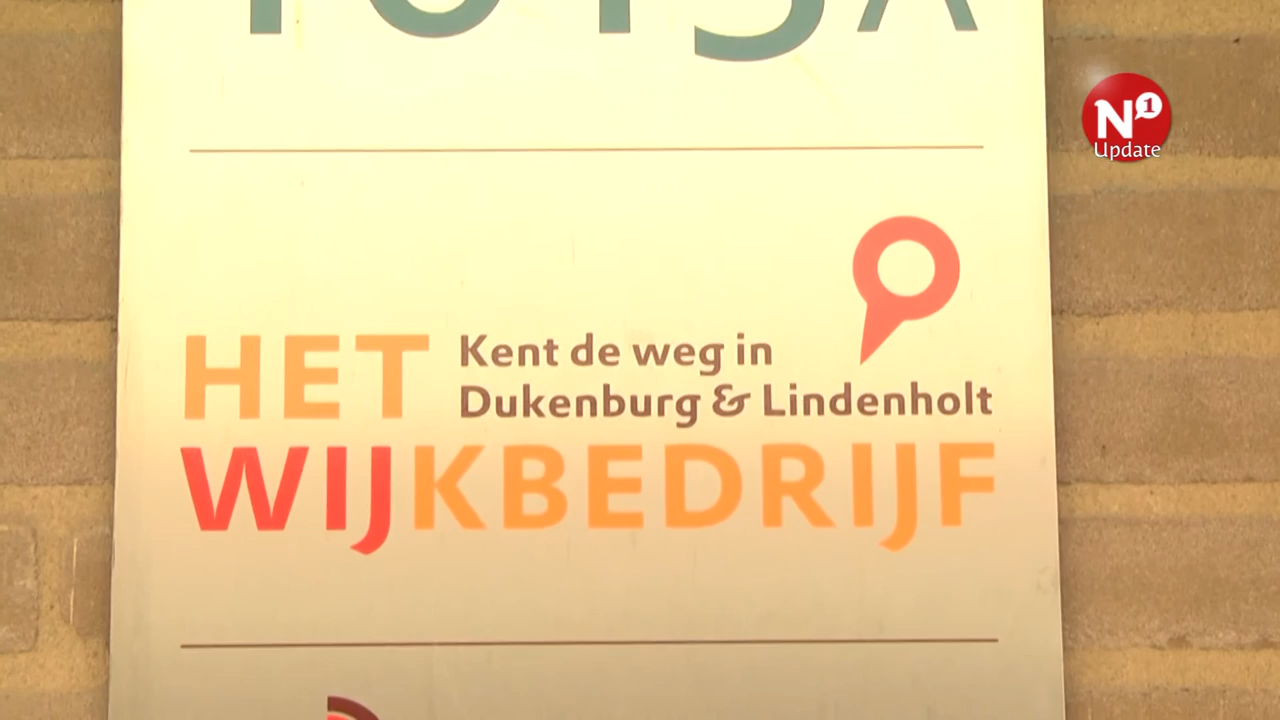 N1
Update
HET
Kent de weg in
Dukenburg & Lindenholt
WIJKBEDRIJF